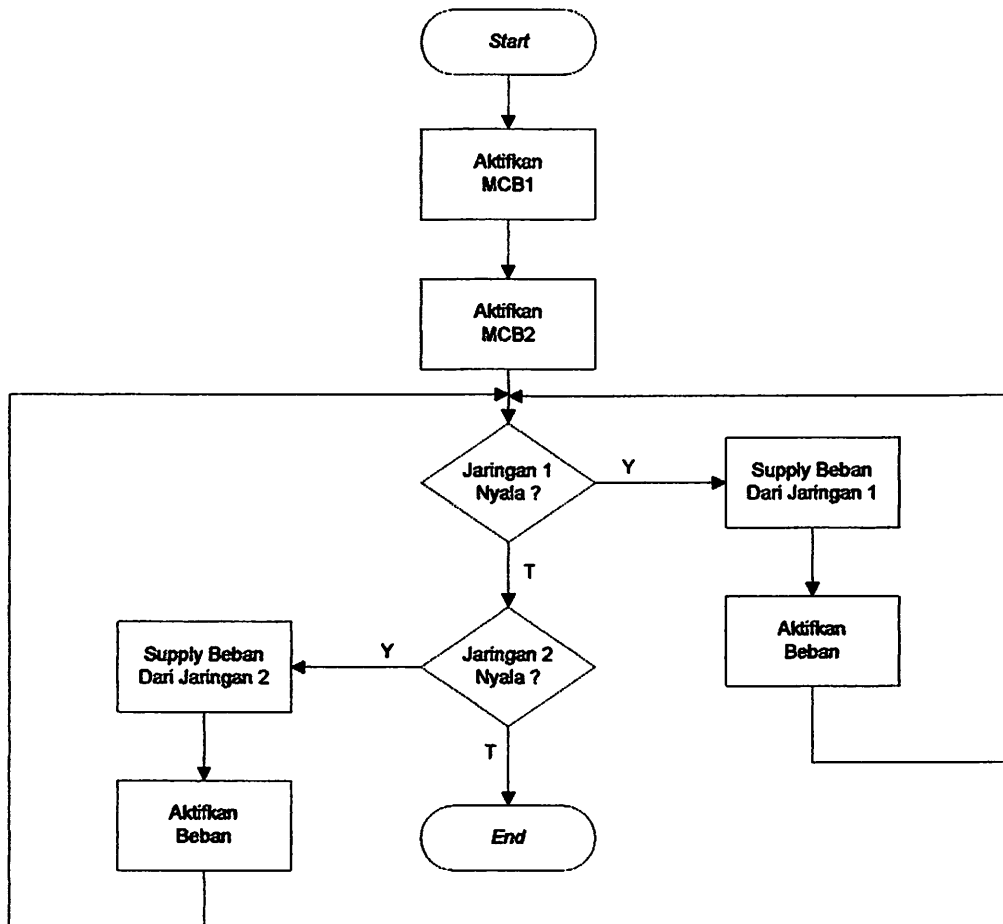 Start
Aktifkan
MCB1
Aktifkan
MCB2
Jaringan 1
Nyala ?
Y
Supply Beban
Dari Jaringan 1
T
Aktifkan
Beban
Jaringan 2
Nyala ?
Y
Supply Beban
Dari Jaringan 2
T
Aktifkan
Beban
End